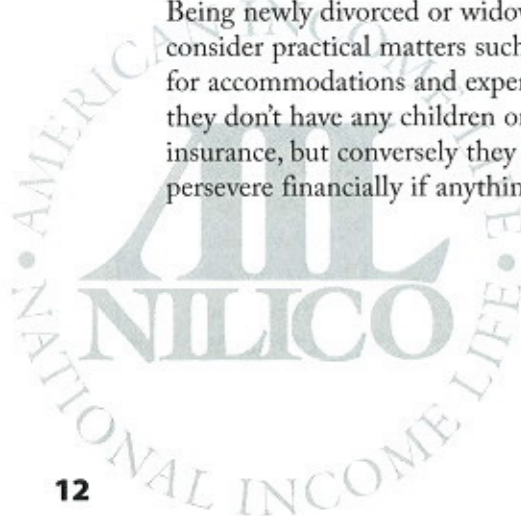 Being newly divorced or widow
consider practical matters such
for accommodations and exper
they don't have any children or
insurance, but conversely they
persevere financially if anythin
AMERICAN INCOME LIFE
AIL
NILICO
NATIONAL INCOME LIFE
12